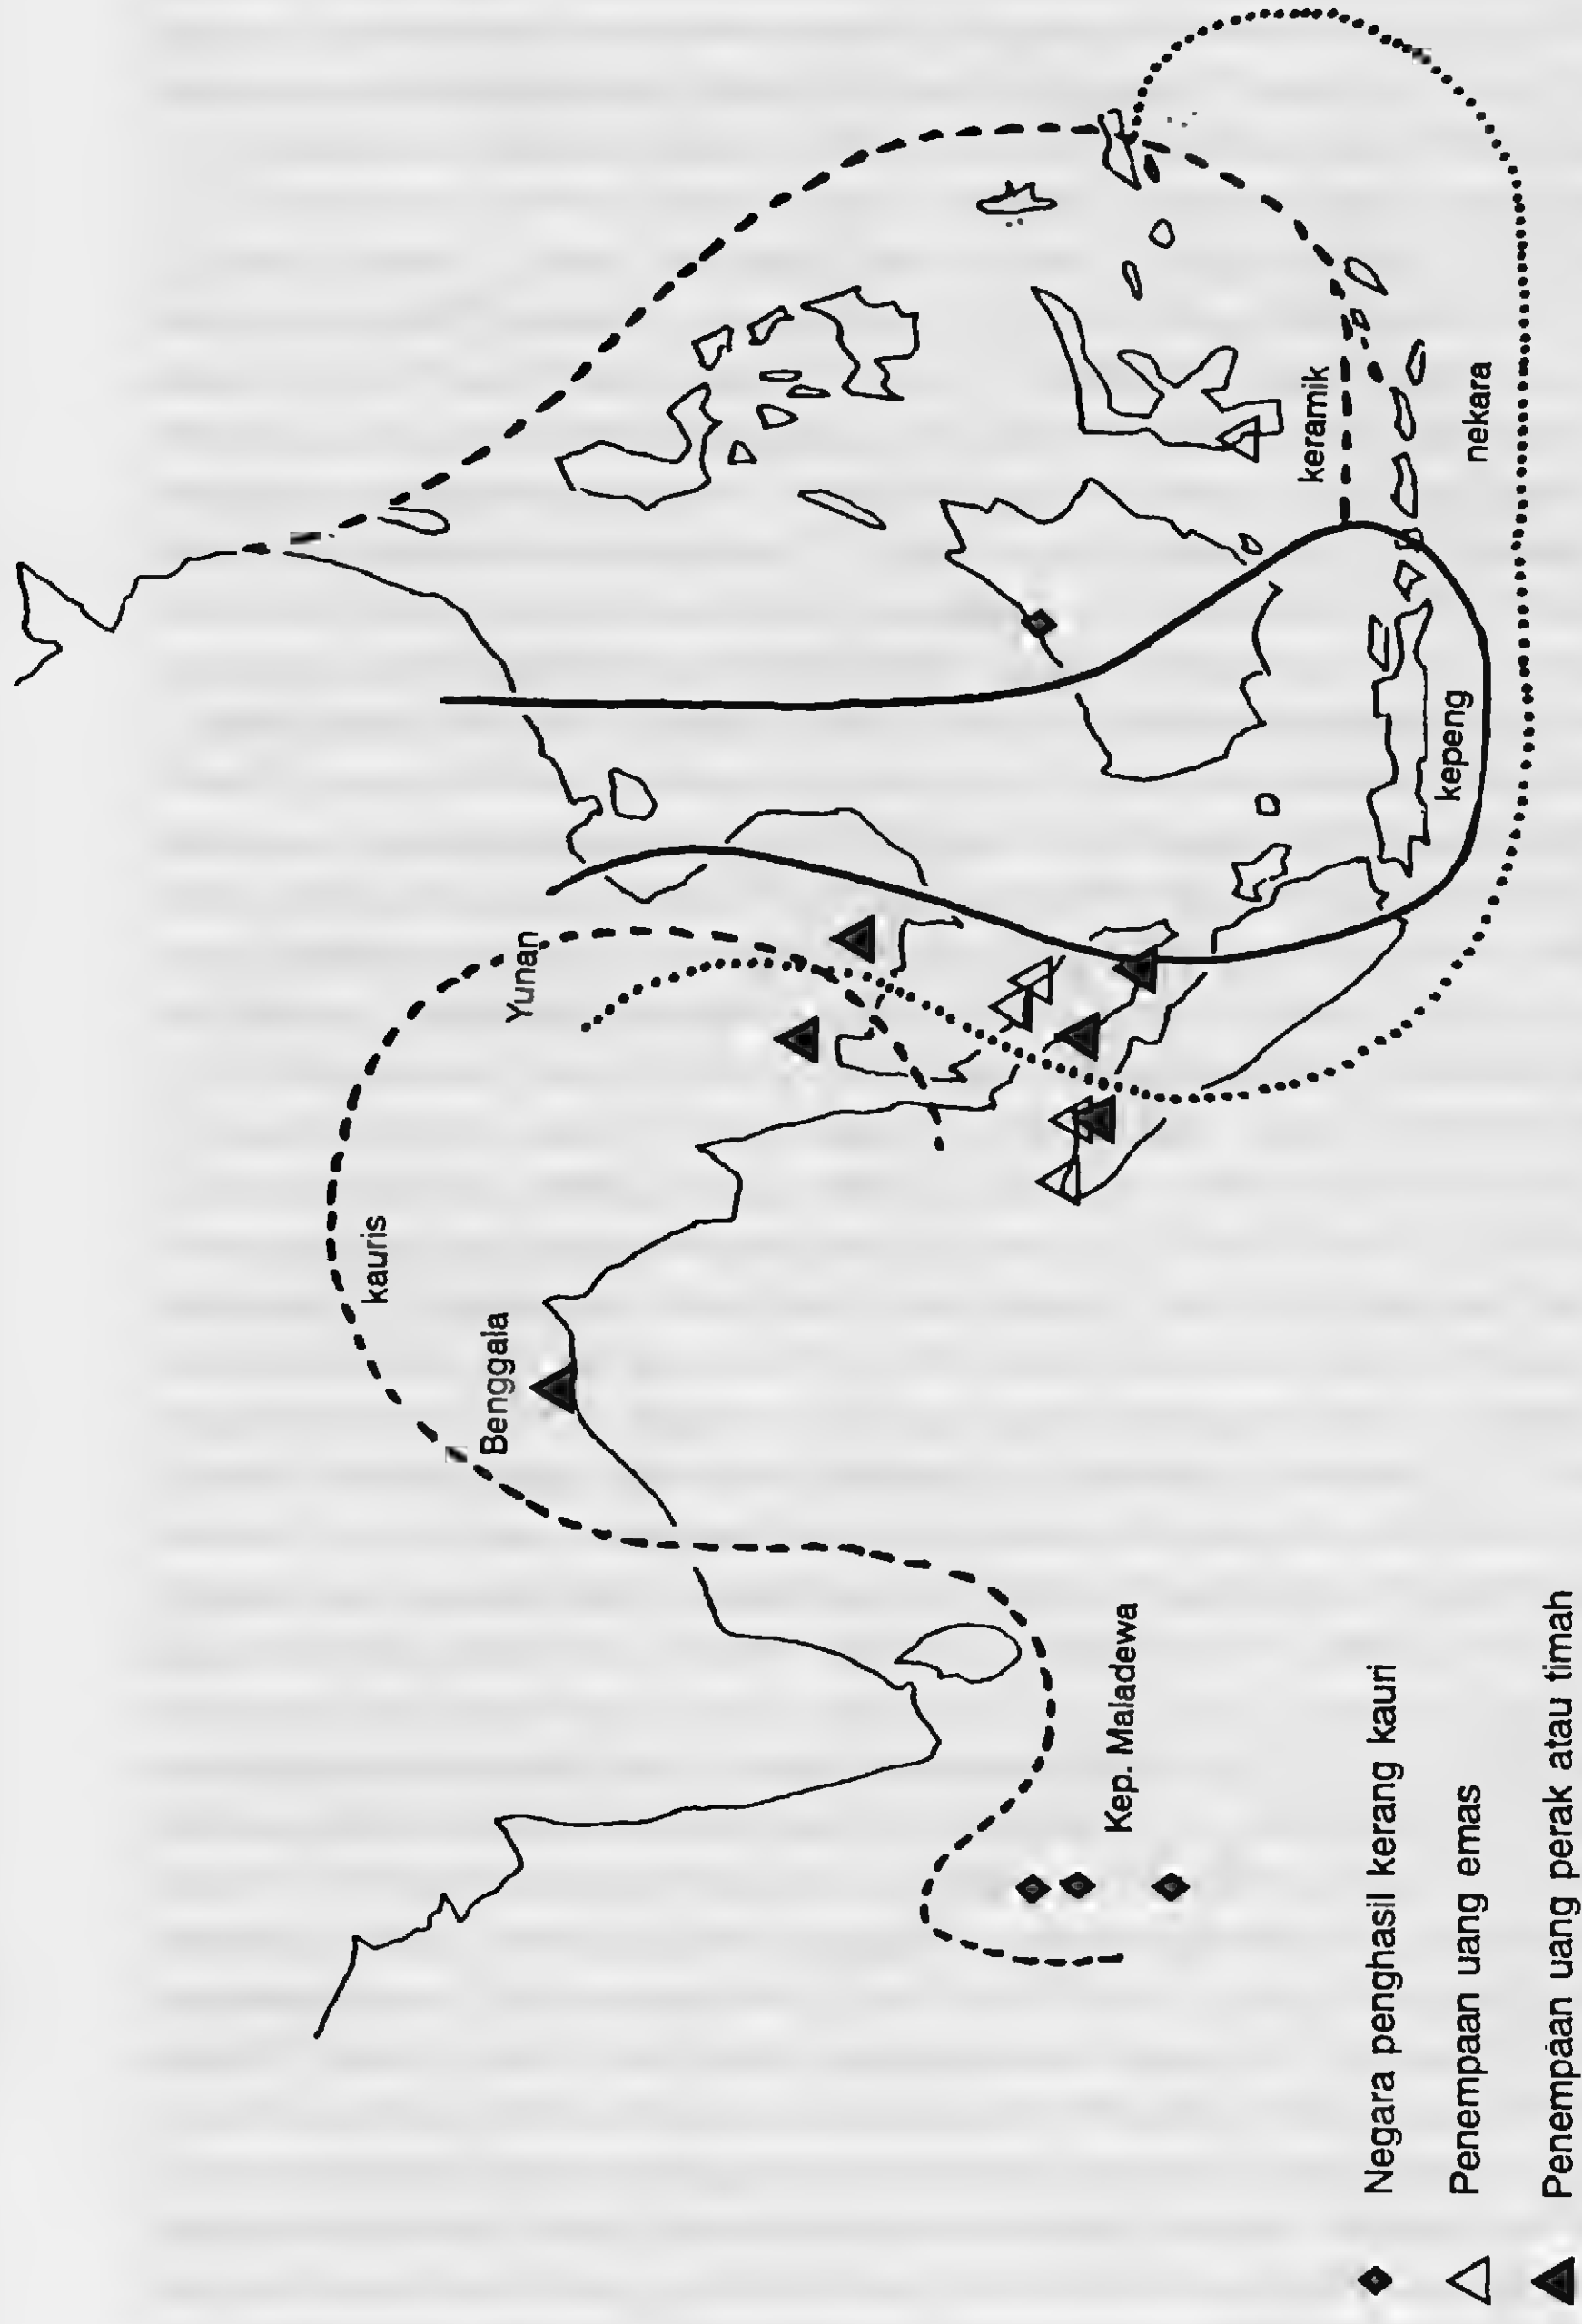 Yunan
kauris
Benggala
keramik
nekara
kepeng
Kep. Maladewa
Negara penghasil kerang kauri
Penempaan uang emas
Penempaan uang perak atau timah